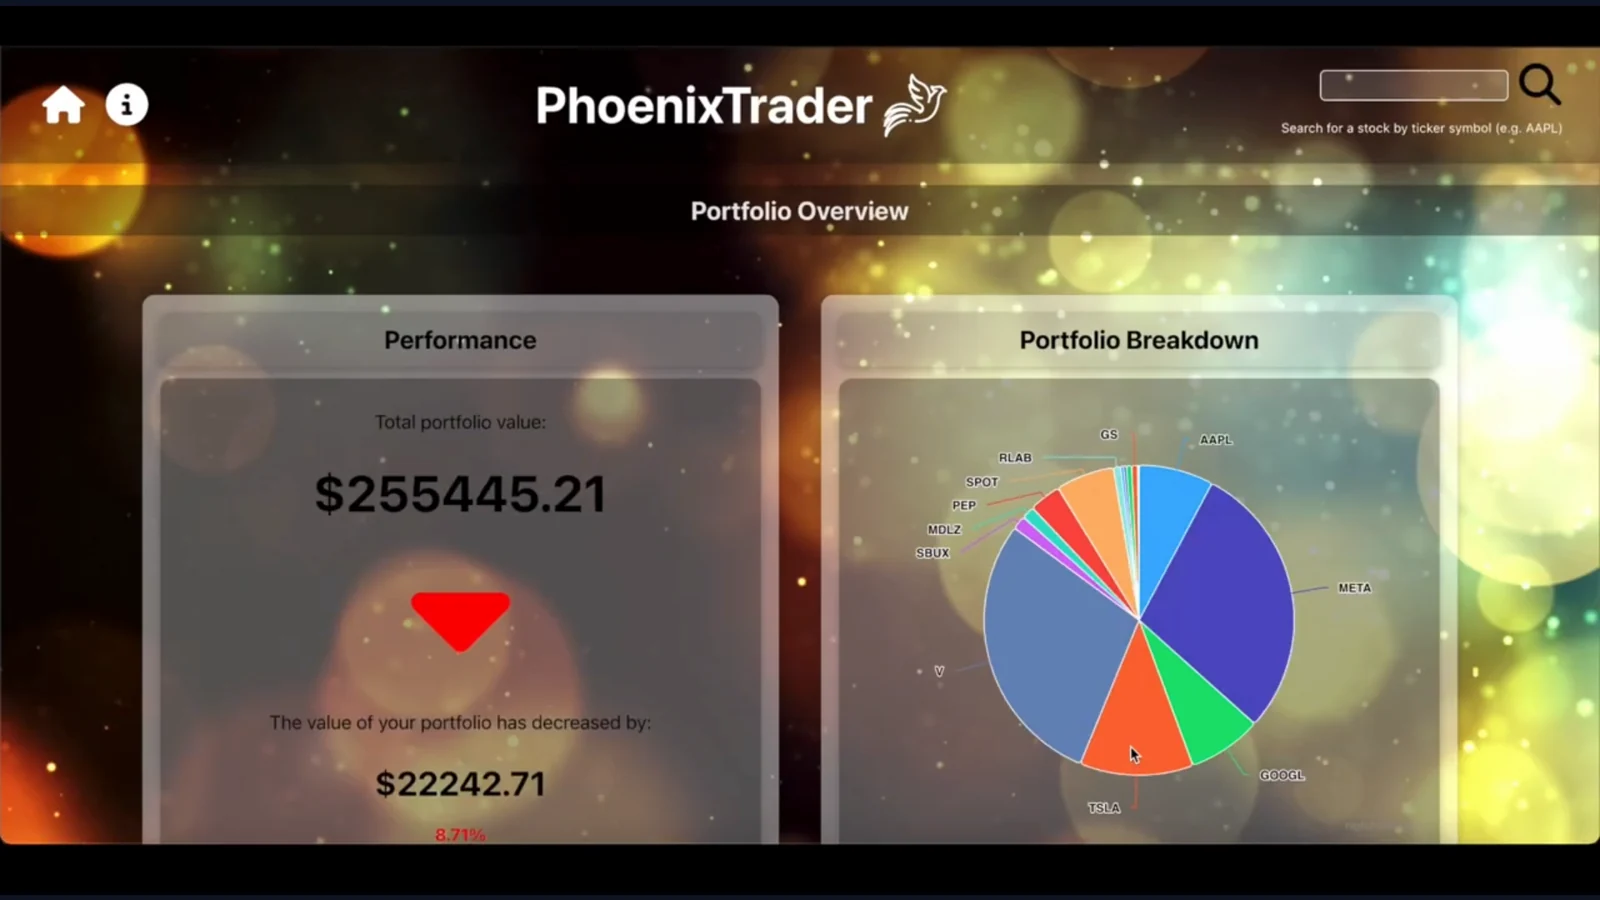 PhoenixTrader
Search for a stock by ticker symbol (e.g. AAPL)
Portfolio Overview
Performance
Total portfolio value:
$255445.21
The value of your portfolio has decreased by:
$22242.71
8.71%
Portfolio Breakdown
GS
AAPL
RLAB
SPOT
PEP
MDLZ
SBUX
META
V
GOOGL
TSLA